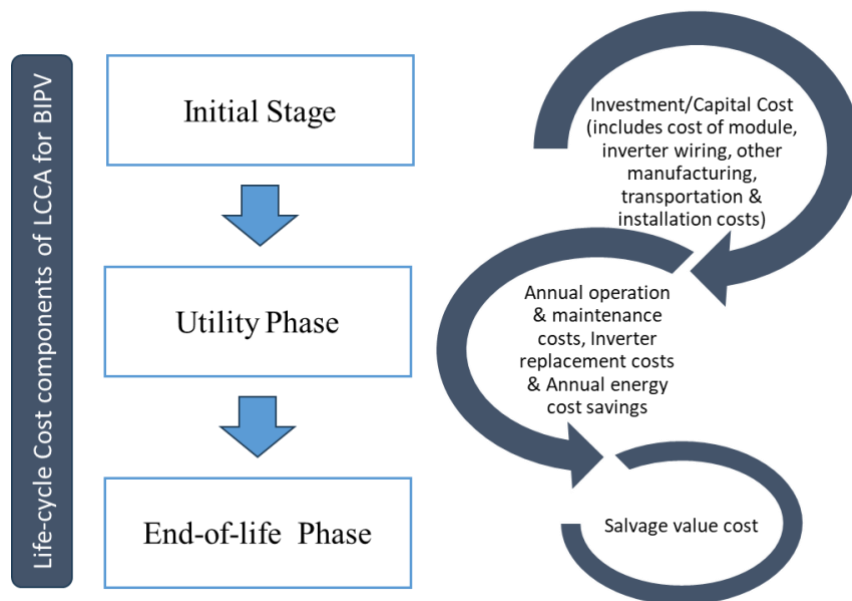 Life-cycle Cost components of LCCA for BIPV
Initial Stage
Investment/Capital Cost
(includes cost of module,
inverter wiring, other
manufacturing,
transportation &
installation costs)
Utility Phase
Annual operation
& maintenance
costs, Inverter
replacement costs
& Annual energy
cost savings
End-of-life Phase
Salvage value cost